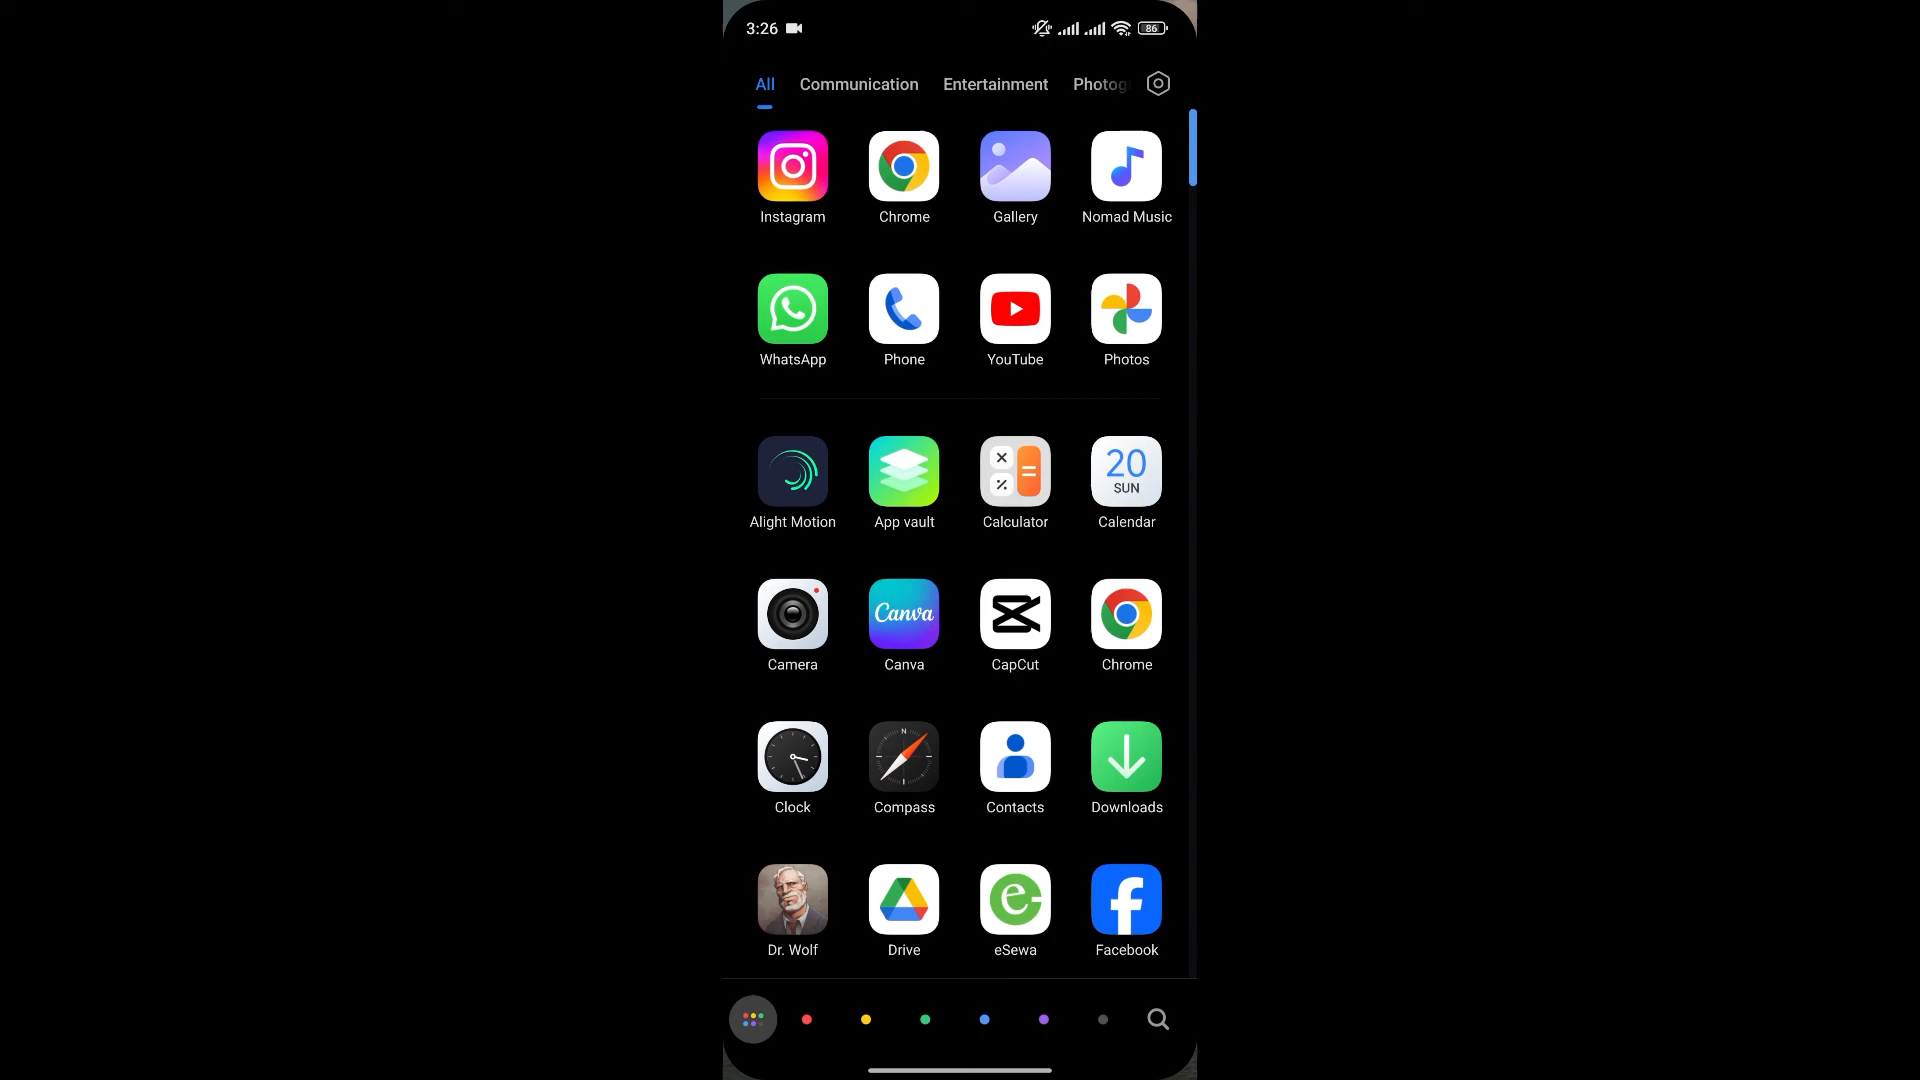 3:26 86
All Communication Entertainment Photog
Instagram Chrome Gallery Nomad Music
WhatsApp Phone YouTube Photos
20
SUN
Alight Motion App vault Calculator Calendar
Canva
Camera Canva CapCut Chrome
N
Clock Compass Contacts Downloads
Dr. Wolf Drive eSewa Facebook